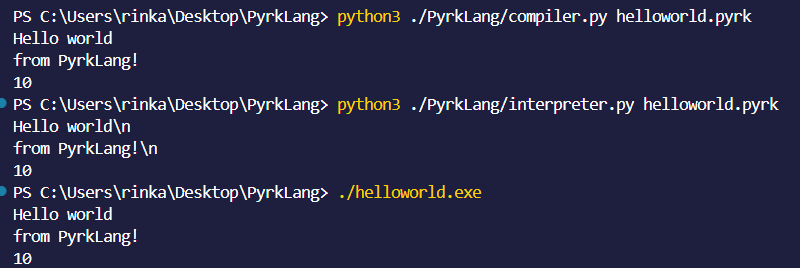 PS C:\Users\rinka\Desktop\PyrkLang> python3 ./PyrkLang/compiler.py helloworld.pyrk
Hello world
from PyrkLang!
10
PS C:\Users\rinka\Desktop\PyrkLang> python3 ./PyrkLang/interpreter.py helloworld.pyrk
Hello world\n
from PyrkLang!\n
10
PS C:\Users\rinka\Desktop\PyrkLang> ./helloworld.exe
Hello world
from PyrkLang!
10